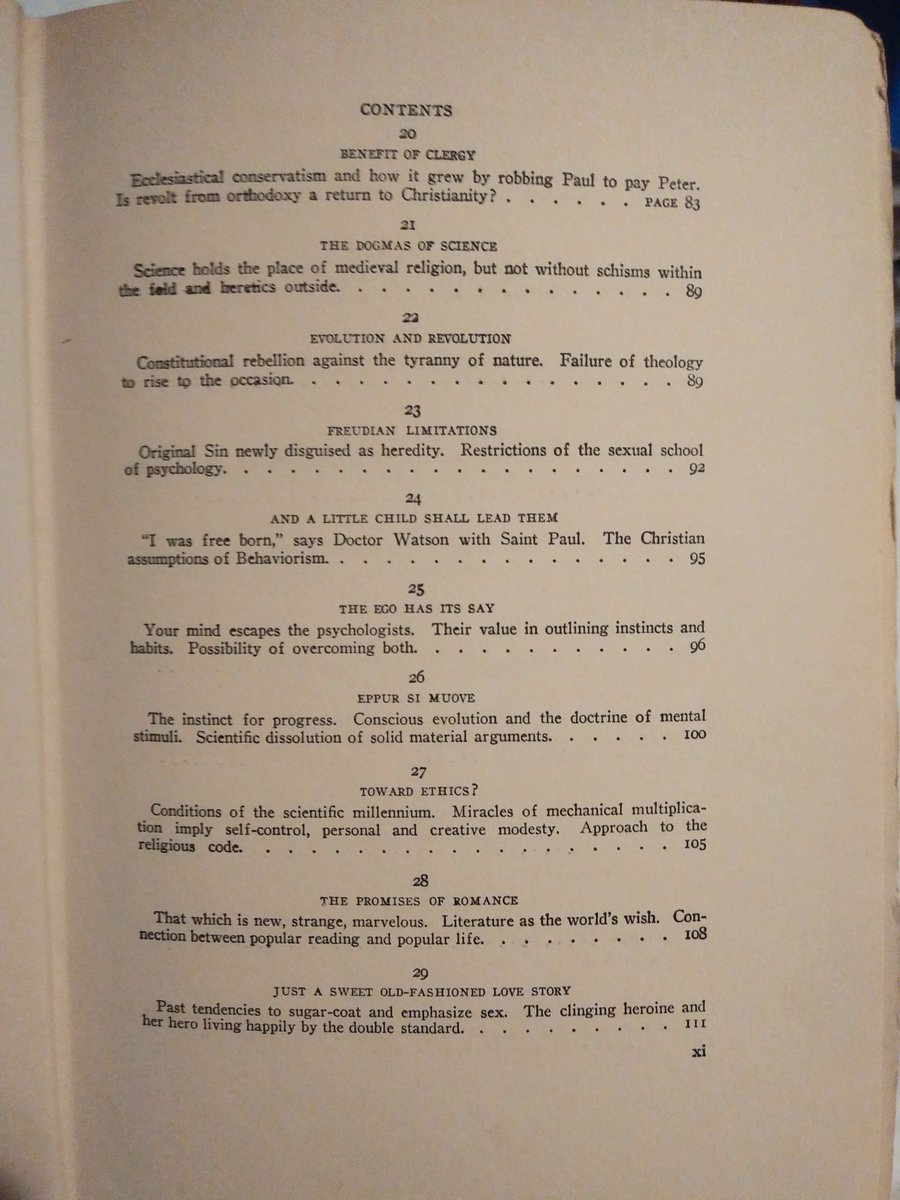 CONTENTS
20
BENEFIT OF CLERGY
Ecclesiastical conservatism and how it grew by robbing Paul to pay Peter.
Is revolt from orthodoxy a return to Christianity? . . . . . . PAGE 83
21
THE DOGMAS OF SCIENCE
Science holds the place of medieval religion, but not without schisms within
the fold and heretics outside. . . . . . . . . . . . . . . 89
22
EVOLUTION AND REVOLUTION
Constitutional rebellion against the tyranny of nature. Failure of theology
to rise to the occasion. . . . . . . . . . . . . . . . . 89
23
FREUDIAN LIMITATIONS
Original Sin newly disguised as heredity. Restrictions of the sexual school
of psychology. . . . . . . . . . . . . . . . . . . . 92
24
AND A LITTLE CHILD SHALL LEAD THEM
“I was free born,” says Doctor Watson with Saint Paul. The Christian
assumptions of Behaviorism. . . . . . . . . . . . . . . . 95
25
THE EGO HAS ITS SAY
Your mind escapes the psychologists. Their value in outlining instincts and
habits. Possibility of overcoming both. . . . . . . . . . . . 96
26
EPPUR SI MUOVE
The instinct for progress. Conscious evolution and the doctrine of mental
stimuli. Scientific dissolution of solid material arguments. . . . . . 100
27
TOWARD ETHICS?
Conditions of the scientific millennium. Miracles of mechanical multiplica-
tion imply self-control, personal and creative modesty. Approach to the
religious code. . . . . . . . . . . . . . . . . . . 105
28
THE PROMISES OF ROMANCE
That which is new, strange, marvelous. Literature as the world’s wish. Con-
nection between popular reading and popular life. . . . . . . . . 108
29
JUST A SWEET OLD-FASHIONED LOVE STORY
Past tendencies to sugar-coat and emphasize sex. The clinging heroine and
her hero living happily by the double standard. . . . . . . . . . 111
xi